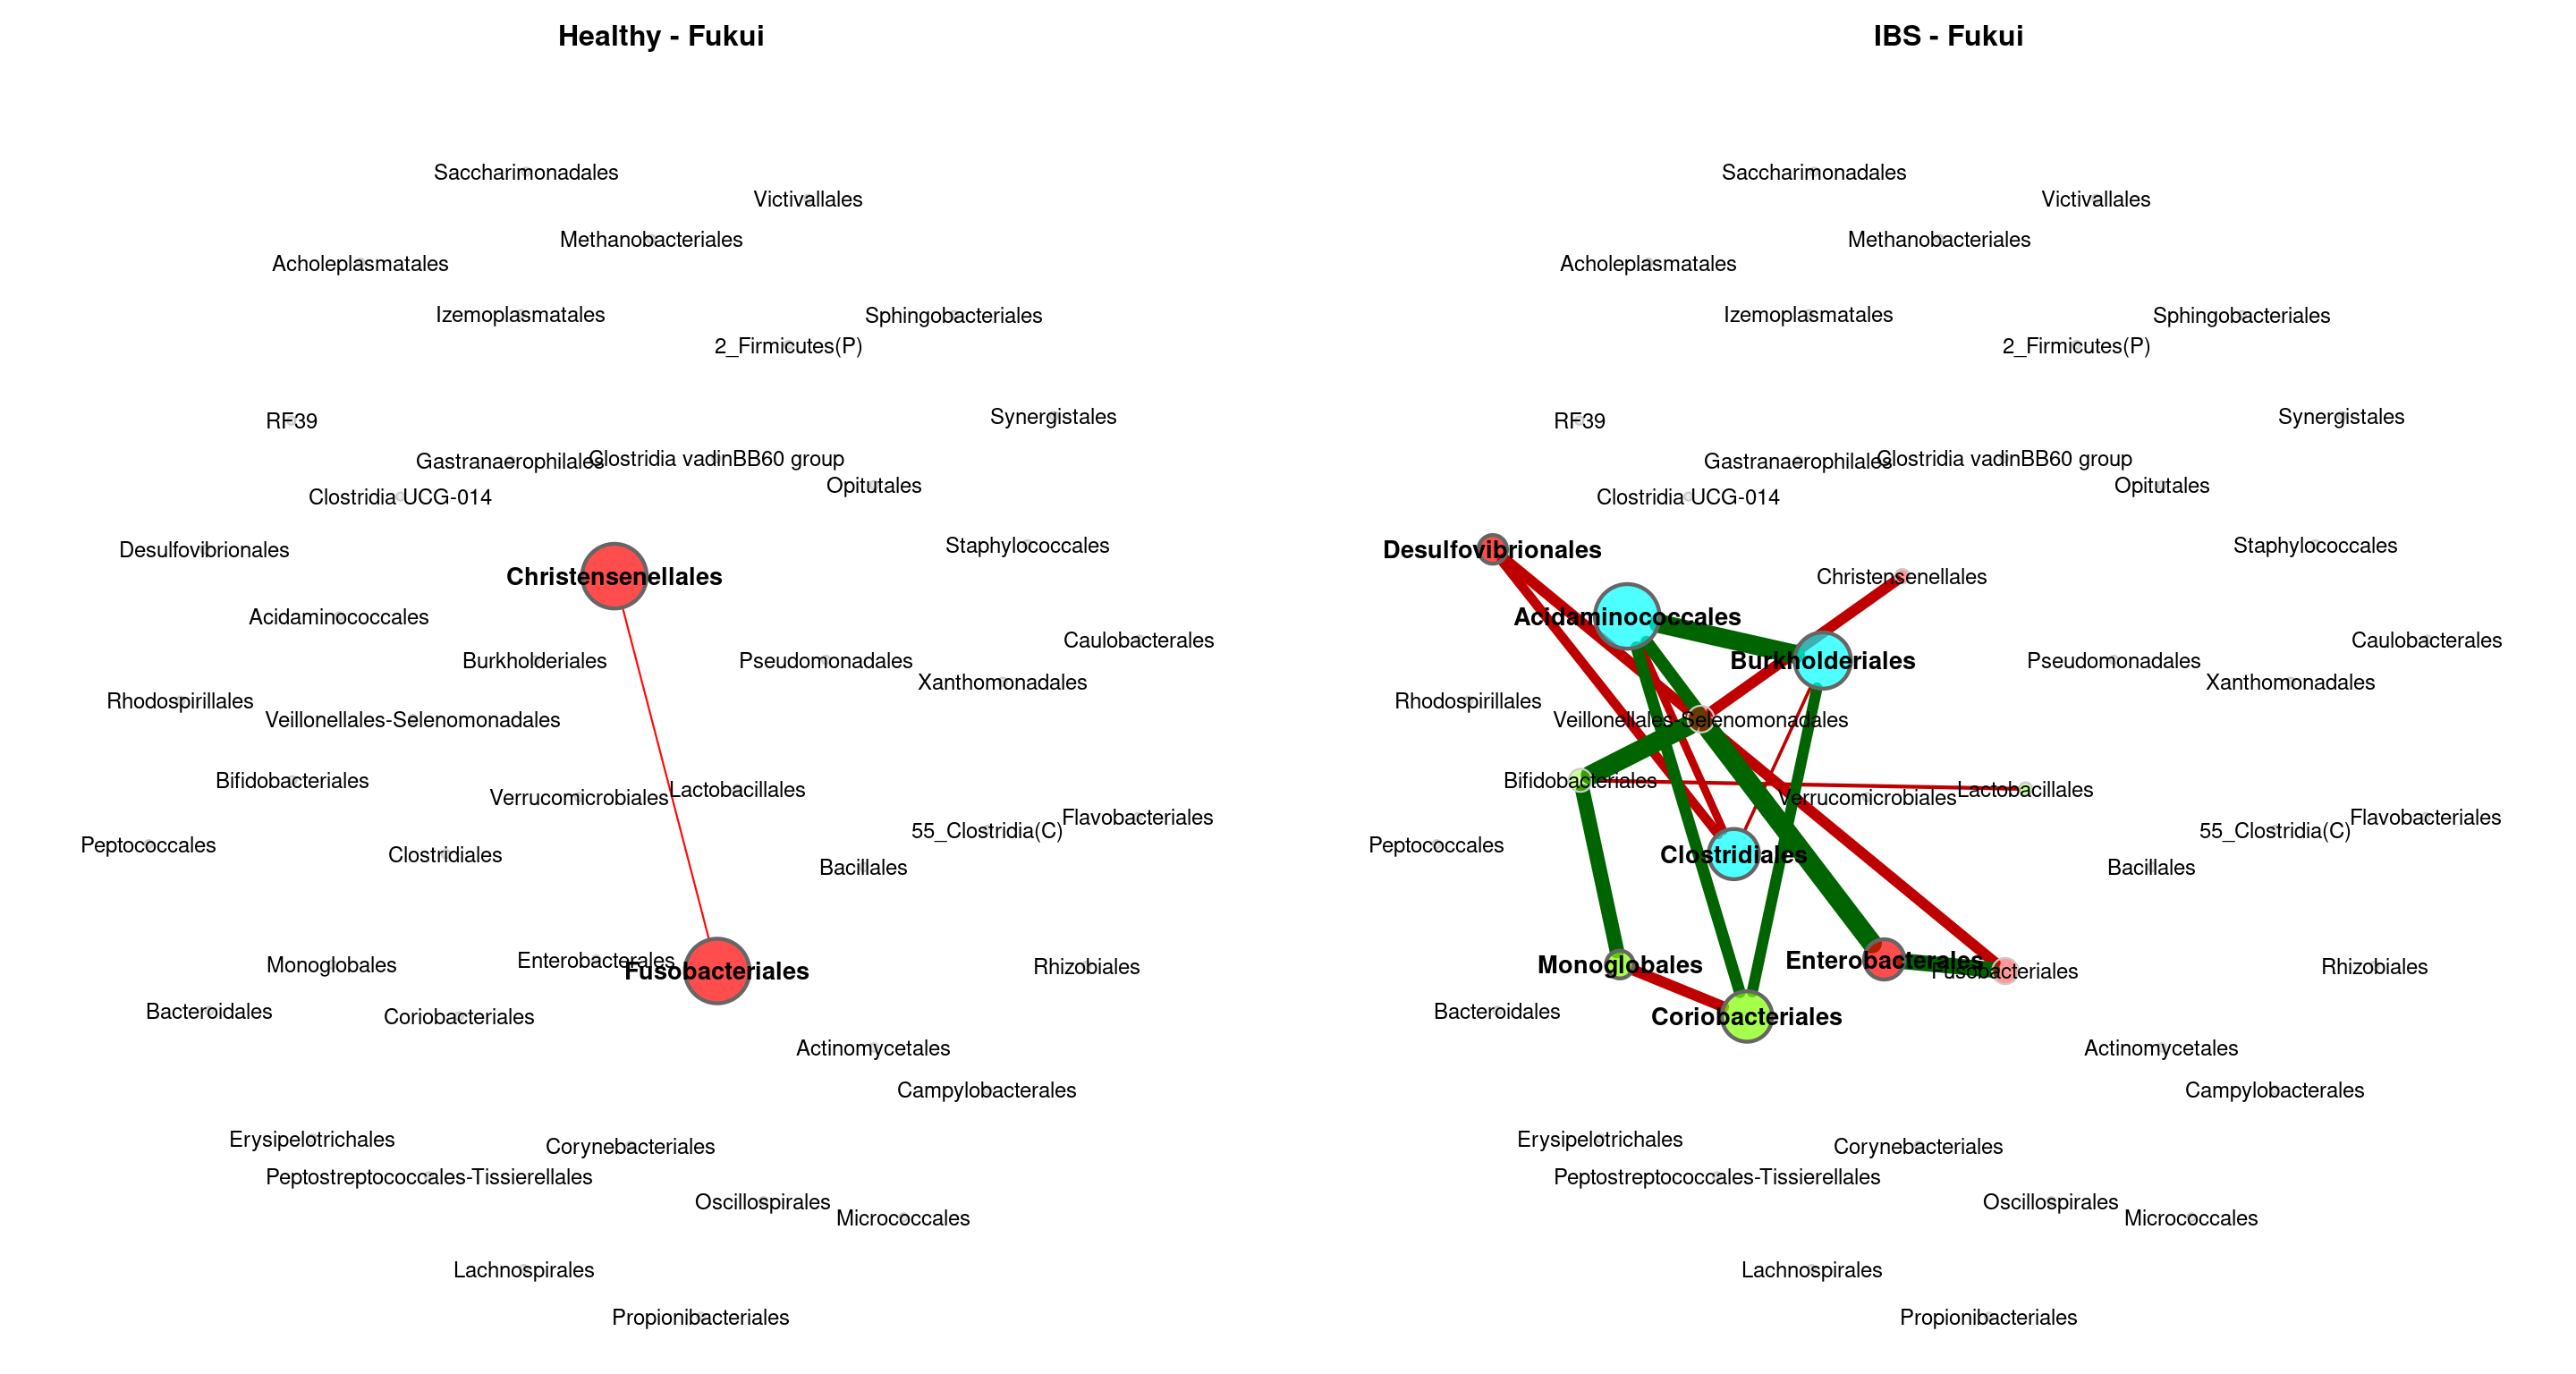 Healthy - Fukui
Saccharimonadales
Victivallales
Methanobacteriales
Acholeplasmatales
Izemoplasmatales
Sphingobacteriales
2_Firmicutes(P)
Synergistales
RF39
Gastranaerophilales
Clostridia vadinBB60 group
Opitutales
Clostridia UCG-014
Staphylococcales
Desulfovibrionales
Christensenellales
Acidaminococcales
Caulobacterales
Burkholderiales
Pseudomonadales
Xanthomonadales
Rhodospirillales
Veillonellales-Selenomonadales
Bifidobacteriales
Lactobacillales
Verrucomicrobiales
Flavobacteriales
55_Clostridia(C)
Peptococcales
Clostridiales
Bacillales
Enterobacterales
Monoglobales
Rhizobiales
Fusobacteriales
Bacteroidales
Coriobacteriales
Actinomycetales
Campylobacterales
Erysipelotrichales
Corynebacteriales
Peptostreptococcales-Tissierellales
Oscillospirales
Micrococcales
Lachnospirales
Propionibacteriales
IBS - Fukui
Saccharimonadales
Victivallales
Methanobacteriales
Acholeplasmatales
Izemoplasmatales
Sphingobacteriales
2_Firmicutes(P)
Synergistales
RF39
Gastranaerophilales
Clostridia vadinBB60 group
Opitutales
Clostridia UCG-014
Staphylococcales
Desulfovibrionales
Christensenellales
Acidaminococcales
Caulobacterales
Burkholderiales
Pseudomonadales
Xanthomonadales
Rhodospirillales
Veillonellales-Selenomonadales
Bifidobacteriales
Lactobacillales
Verrucomicrobiales
Flavobacteriales
55_Clostridia(C)
Peptococcales
Clostridiales
Bacillales
Enterobacterales
Monoglobales
Rhizobiales
Fusobacteriales
Bacteroidales
Coriobacteriales
Actinomycetales
Campylobacterales
Erysipelotrichales
Corynebacteriales
Peptostreptococcales-Tissierellales
Oscillospirales
Micrococcales
Lachnospirales
Propionibacteriales